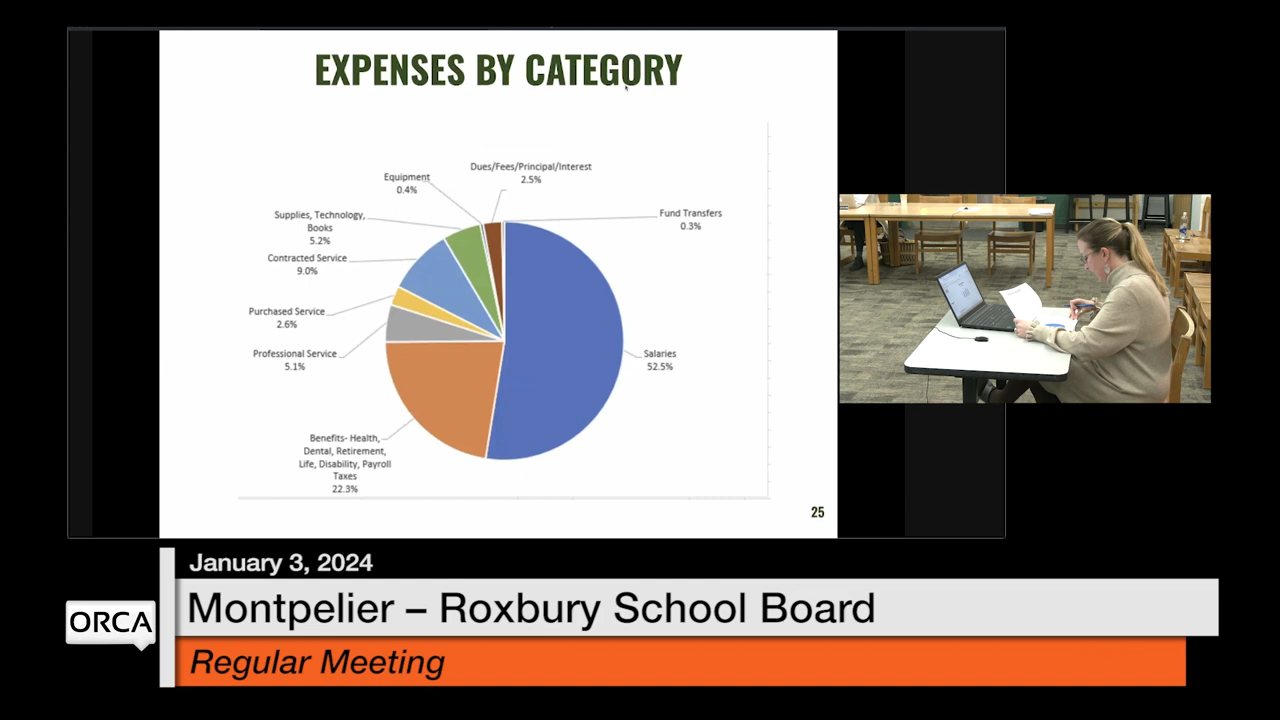 EXPENSES BY CATEGORY
Dues/Fees/Principal/Interest
2.5%
Equipment
0.4%
Fund Transfers
0.3%
Supplies, Technology,
Books
5.2%
Contracted Service
9.0%
Purchased Service
2.6%
Professional Service
5.1%
Salaries
52.5%
Benefits- Health,
Dental, Retirement,
Life, Disability, Payroll
Taxes
22.3%
25
January 3, 2024
ORCA
Montpelier – Roxbury School Board
Regular Meeting